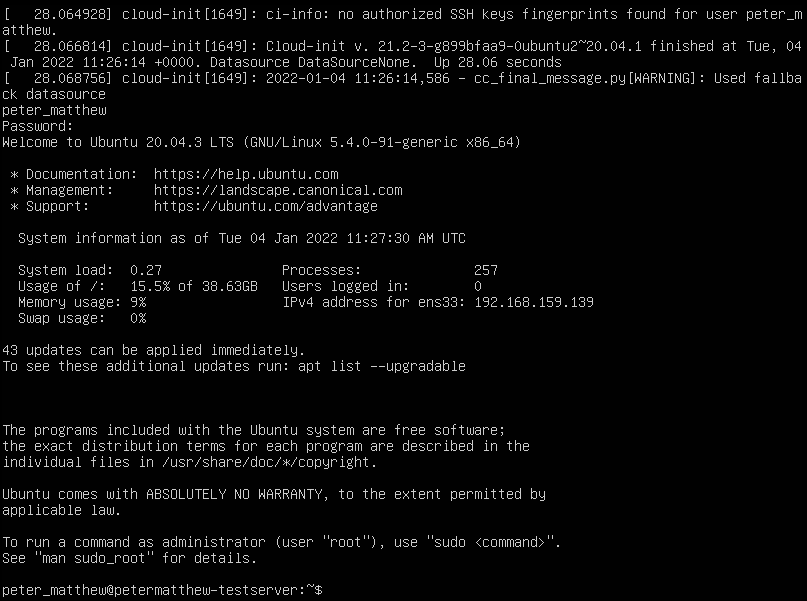 [   28.064928] cloud-init[1649]: ci-info: no authorized SSH keys fingerprints found for user peter_m
atthew.
[   28.066814] cloud-init[1649]: Cloud-init v. 21.2-3-g899bfaa9-0ubuntu2~20.04.1 finished at Tue, 04
 Jan 2022 11:26:14 +0000. Datasource DataSourceNone.  Up 28.06 seconds
[   28.068756] cloud-init[1649]: 2022-01-04 11:26:14,586 - cc_final_message.py[WARNING]: Used fallba
ck datasource
peter_matthew
Password:
Welcome to Ubuntu 20.04.3 LTS (GNU/Linux 5.4.0-91-generic x86_64)
 * Documentation:  https://help.ubuntu.com
 * Management:     https://landscape.canonical.com
 * Support:        https://ubuntu.com/advantage
  System information as of Tue 04 Jan 2022 11:27:30 AM UTC
  System load:  0.27               Processes:              257
  Usage of /:   15.5% of 38.63GB   Users logged in:        0
  Memory usage: 9%                 IPv4 address for ens33: 192.168.159.139
  Swap usage:   0%
43 updates can be applied immediately.
To see these additional updates run: apt list --upgradable
The programs included with the Ubuntu system are free software;
the exact distribution terms for each program are described in the
individual files in /usr/share/doc/*/copyright.
Ubuntu comes with ABSOLUTELY NO WARRANTY, to the extent permitted by
applicable law.
To run a command as administrator (user "root"), use "sudo <command>".
See "man sudo_root" for details.
peter_matthew@petermatthew-testserver:~$